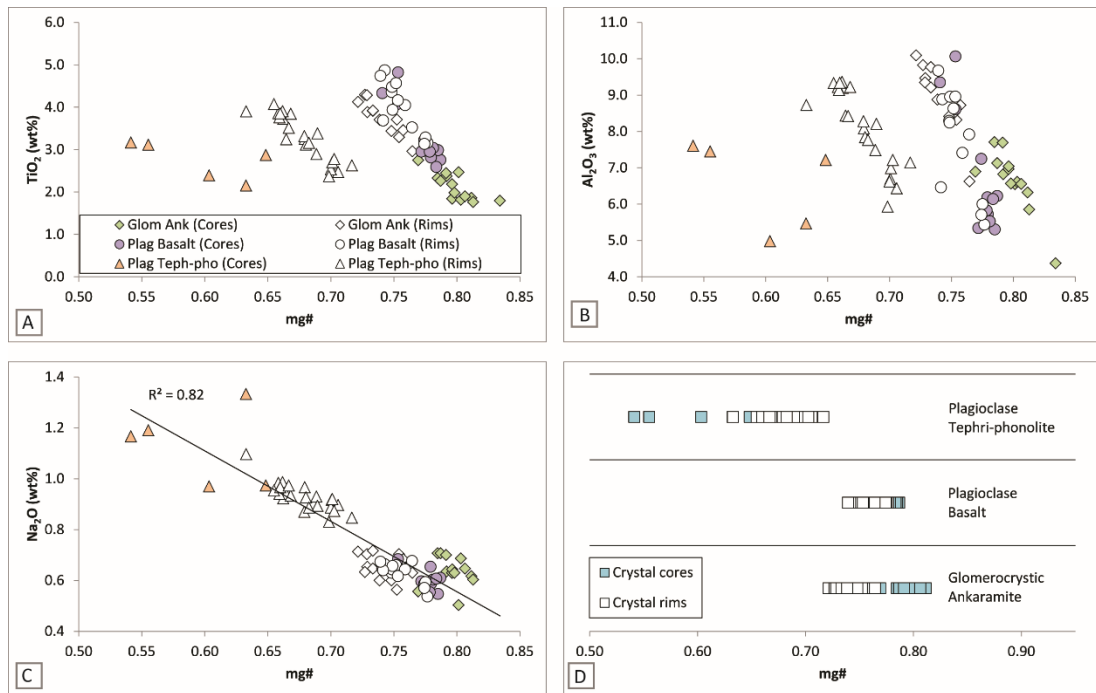 6.0
5.0
4.0
3.0
2.0
1.0
0.0
TiO₂ (wt%)
Glom Ank (Cores) Glom Ank (Rims)
Plag Basalt (Cores) Plag Basalt (Rims)
Plag Teph-pho (Cores) Plag Teph-pho (Rims)
0.50 0.55 0.60 0.65 0.70 0.75 0.80 0.85
mg#
A
11.0
10.0
9.0
8.0
7.0
6.0
5.0
4.0
Al₂O₃ (wt%)
0.50 0.55 0.60 0.65 0.70 0.75 0.80 0.85
mg#
B
1.4
1.2
1.0
0.8
0.6
0.4
Na₂O (wt%)
R² = 0.82
0.50 0.55 0.60 0.65 0.70 0.75 0.80 0.85
mg#
C
Plagioclase
Tephri-phonolite
Plagioclase
Basalt
Glomerocrystic
Ankaramite
Crystal cores
Crystal rims
0.50 0.60 0.70 0.80 0.90
mg#
D